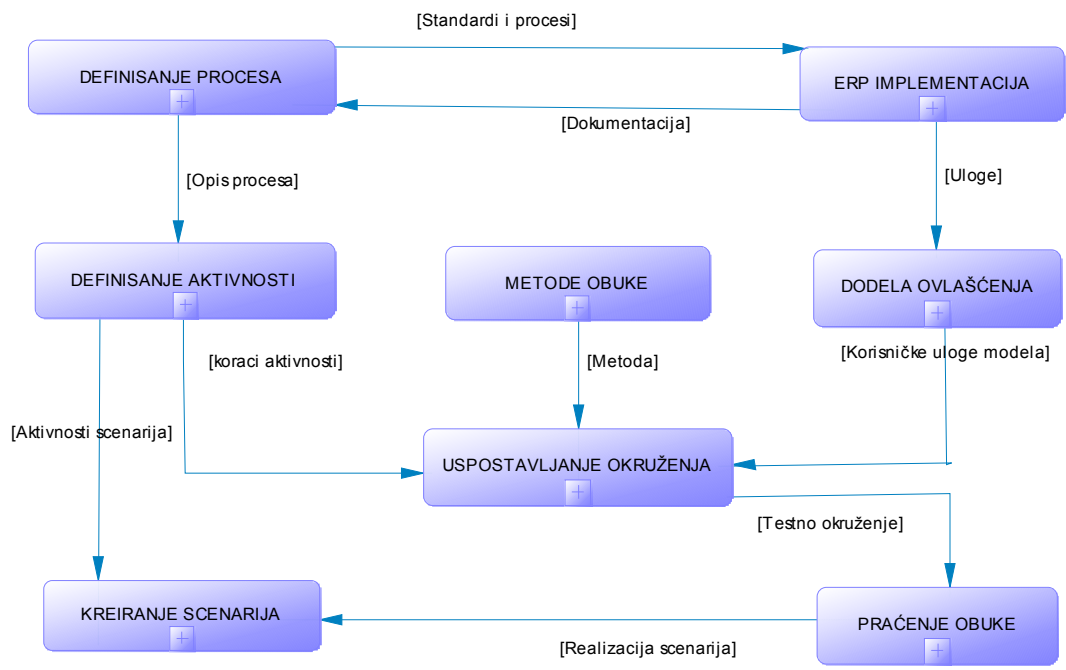 [Standardi i procesi]
DEFINISANJE PROCESA
ERP IMPLEMENTACIJA
[Dokumentacija]
[Opis procesa]
[Uloge]
DEFINISANJE AKTIVNOSTI
METODE OBUKE
DODELA OVLAŠĆENJA
[koraci aktivnosti]
[Metoda]
[Korisničke uloge modela]
[Aktivnosti scenarija]
USPOSTAVLJANJE OKRUŽENJA
[Testno okruženje]
KREIRANJE SCENARIJA
PRAĆENJE OBUKE
[Realizacija scenarija]